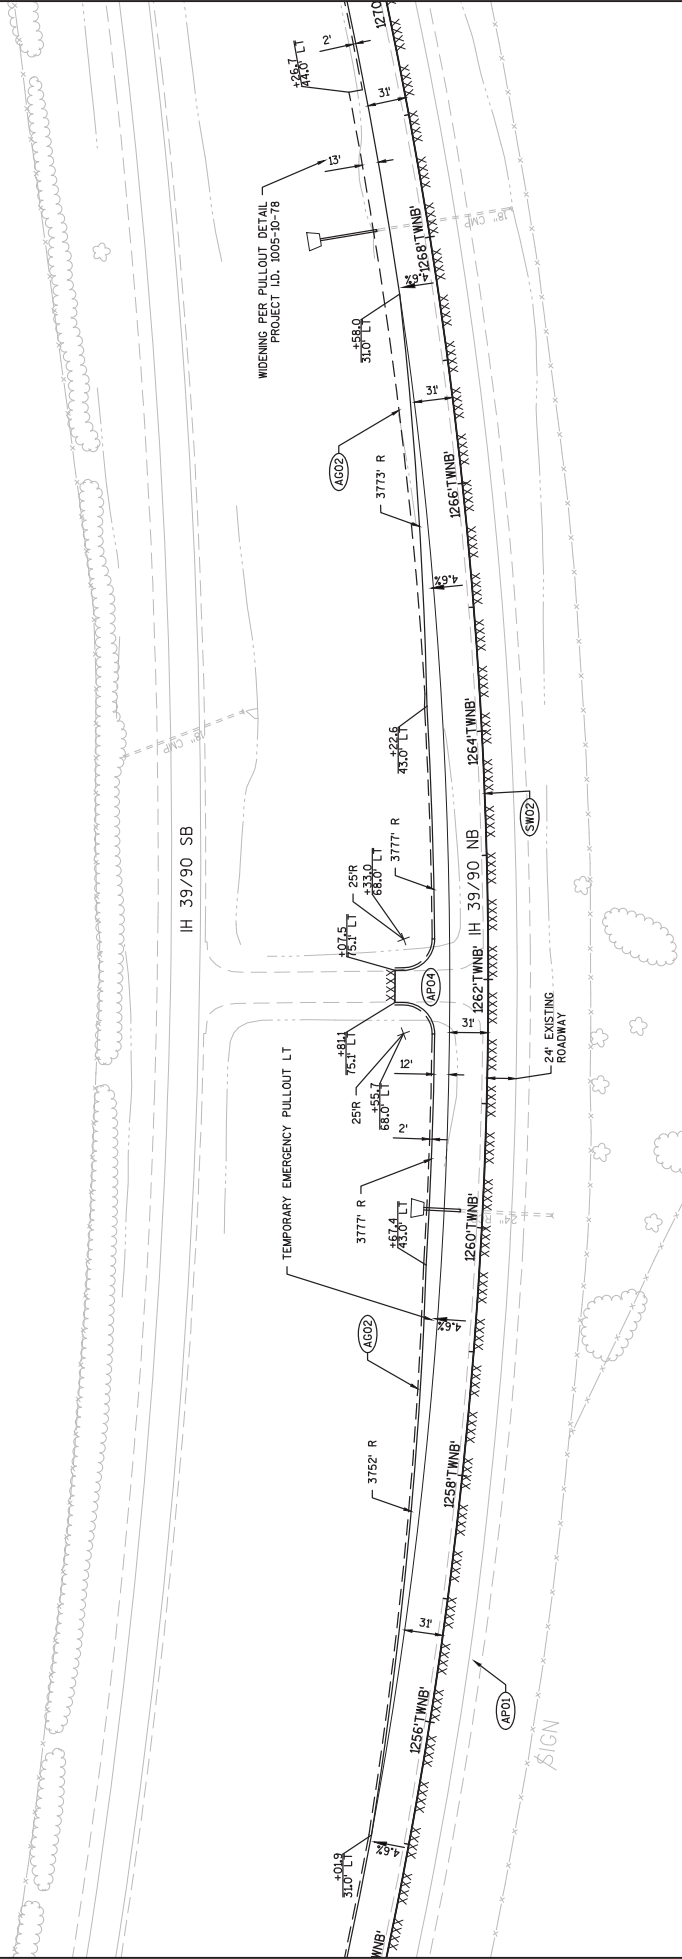 1270
2'
+26.7
44.0' LT
31'
13'
WIDENING PER PULLOUT DETAIL
PROJECT I.D. 1005-10-78
18" CMP
1268'TWNB'
4.6%
+58.0
31.0' LT
31'
AG02
3773' R
1266'TWNB'
4.6%
+22.6
43.0' LT
1264'TWNB'
18" CMP
SW02
IH 39/90 SB
3777' R
25'R
+33.0
68.0' LT
IH 39/90 NB
+07.5
75.1' LT
AP04
1262'TWNB'
31'
24' EXISTING
ROADWAY
+81.1
75.1' LT
12'
25'R
+55.7
68.0' LT
2'
TEMPORARY EMERGENCY PULLOUT LT
3777' R
+67.4
43.0' LT
1260'TWNB'
24"
4.6%
AG02
3752' R
1258'TWNB'
31'
1256'TWNB'
AP01
SIGN
+01.9
31.0' LT
4.6%
WNB'